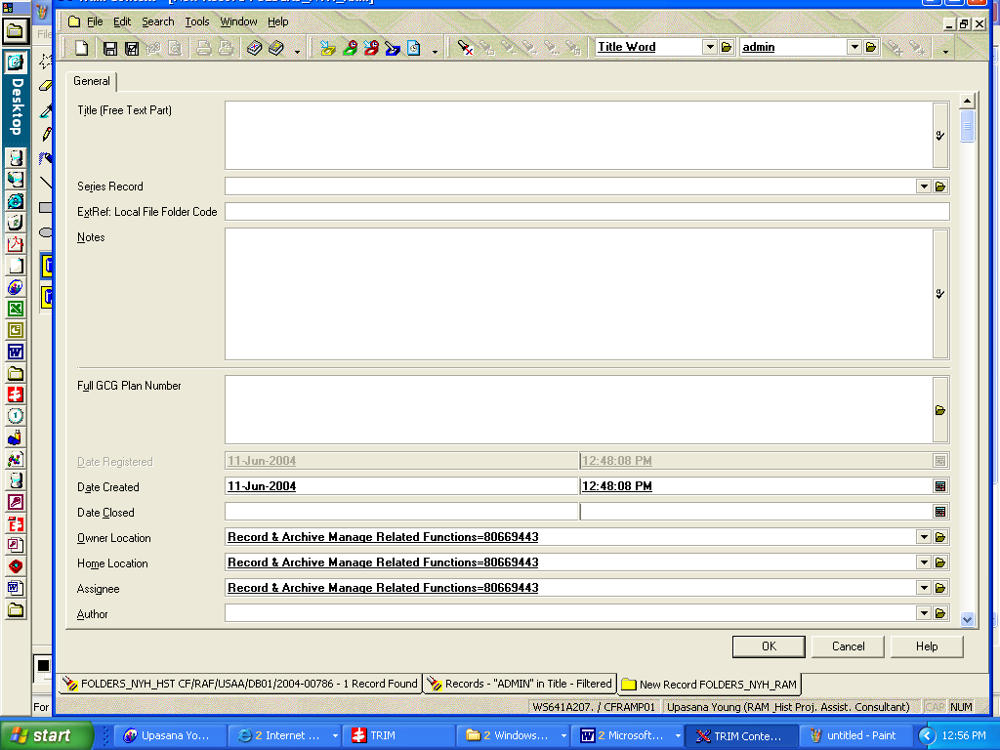 File Edit Search Tools Window Help
Title Word admin
General
Title (Free Text Part)
Series Record
ExtRef: Local File Folder Code
Notes
Full GCG Plan Number
Date Registered 11-Jun-2004 12:48:08 PM
Date Created 11-Jun-2004 12:48:08 PM
Date Closed
Owner Location Record & Archive Manage Related Functions=80669443
Home Location Record & Archive Manage Related Functions=80669443
Assignee Record & Archive Manage Related Functions=80669443
Author
OK Cancel Help
FOLDERS_NYH_HST CF/RAF/USAA/DB01/2004-00786 - 1 Record Found Records - "ADMIN" in Title - Filtered New Record FOLDERS_NYH_RAM
For WS641A207. / CFRAMP01 Upasana Young (RAM_Hist Proj. Assist. Consultant) CAP NUM
start Upasana Yo... 2 Internet ... TRIM 2 Windows... 2 Microsoft... TRIM Conte... untitled - Paint 12:56 PM
Desktop